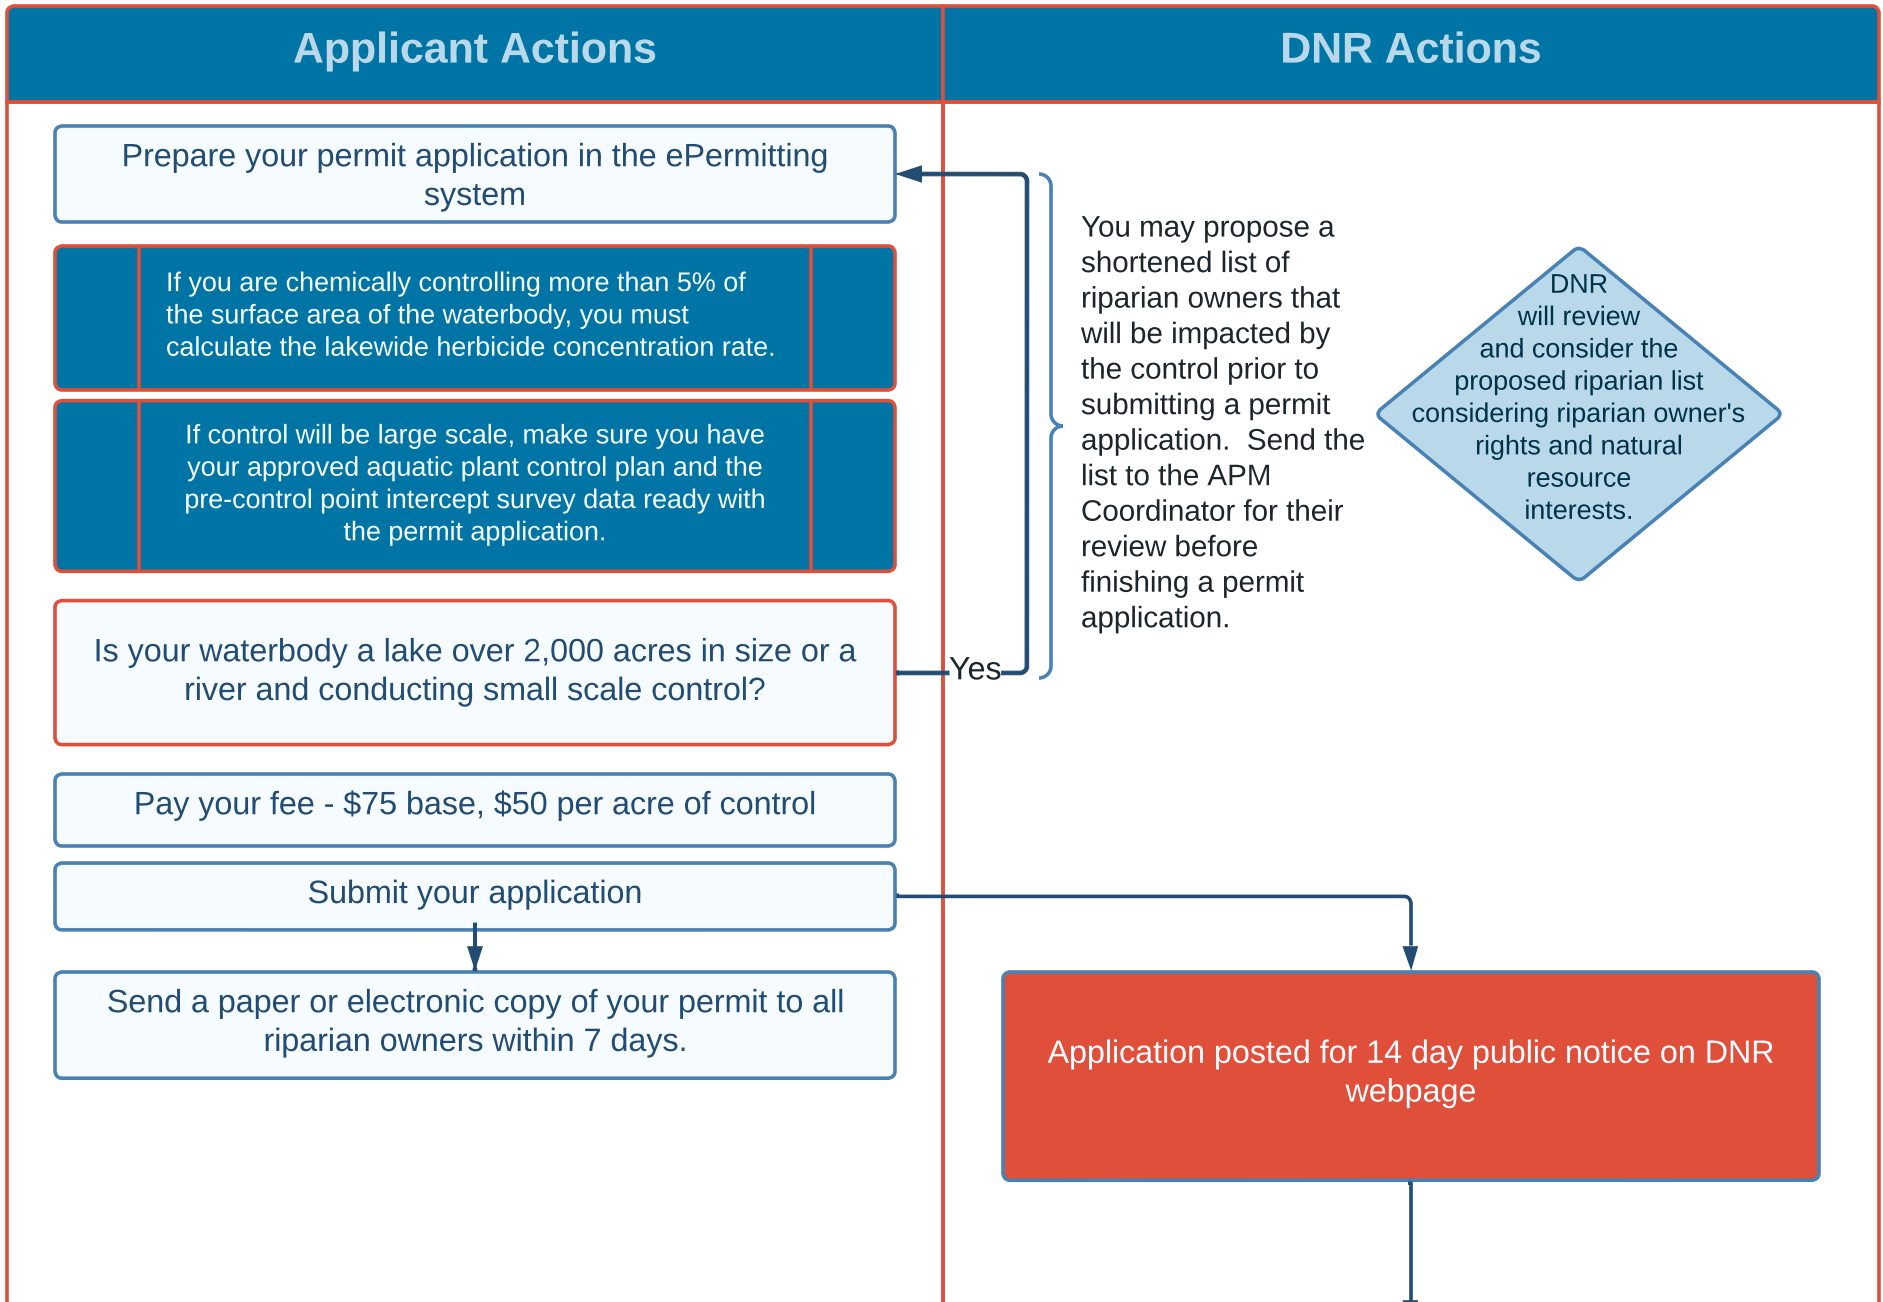 Applicant Actions
DNR Actions
Prepare your permit application in the ePermitting
system
If you are chemically controlling more than 5% of
the surface area of the waterbody, you must
calculate the lakewide herbicide concentration rate.
If control will be large scale, make sure you have
your approved aquatic plant control plan and the
pre-control point intercept survey data ready with
the permit application.
Is your waterbody a lake over 2,000 acres in size or a
river and conducting small scale control?
Yes
You may propose a
shortened list of
riparian owners that
will be impacted by
the control prior to
submitting a permit
application.  Send the
list to the APM
Coordinator for their
review before
finishing a permit
application.
DNR
will review
and consider the
proposed riparian list
considering riparian owner's
rights and natural
resource
interests.
Pay your fee - $75 base, $50 per acre of control
Submit your application
Send a paper or electronic copy of your permit to all
riparian owners within 7 days.
Application posted for 14 day public notice on DNR
webpage